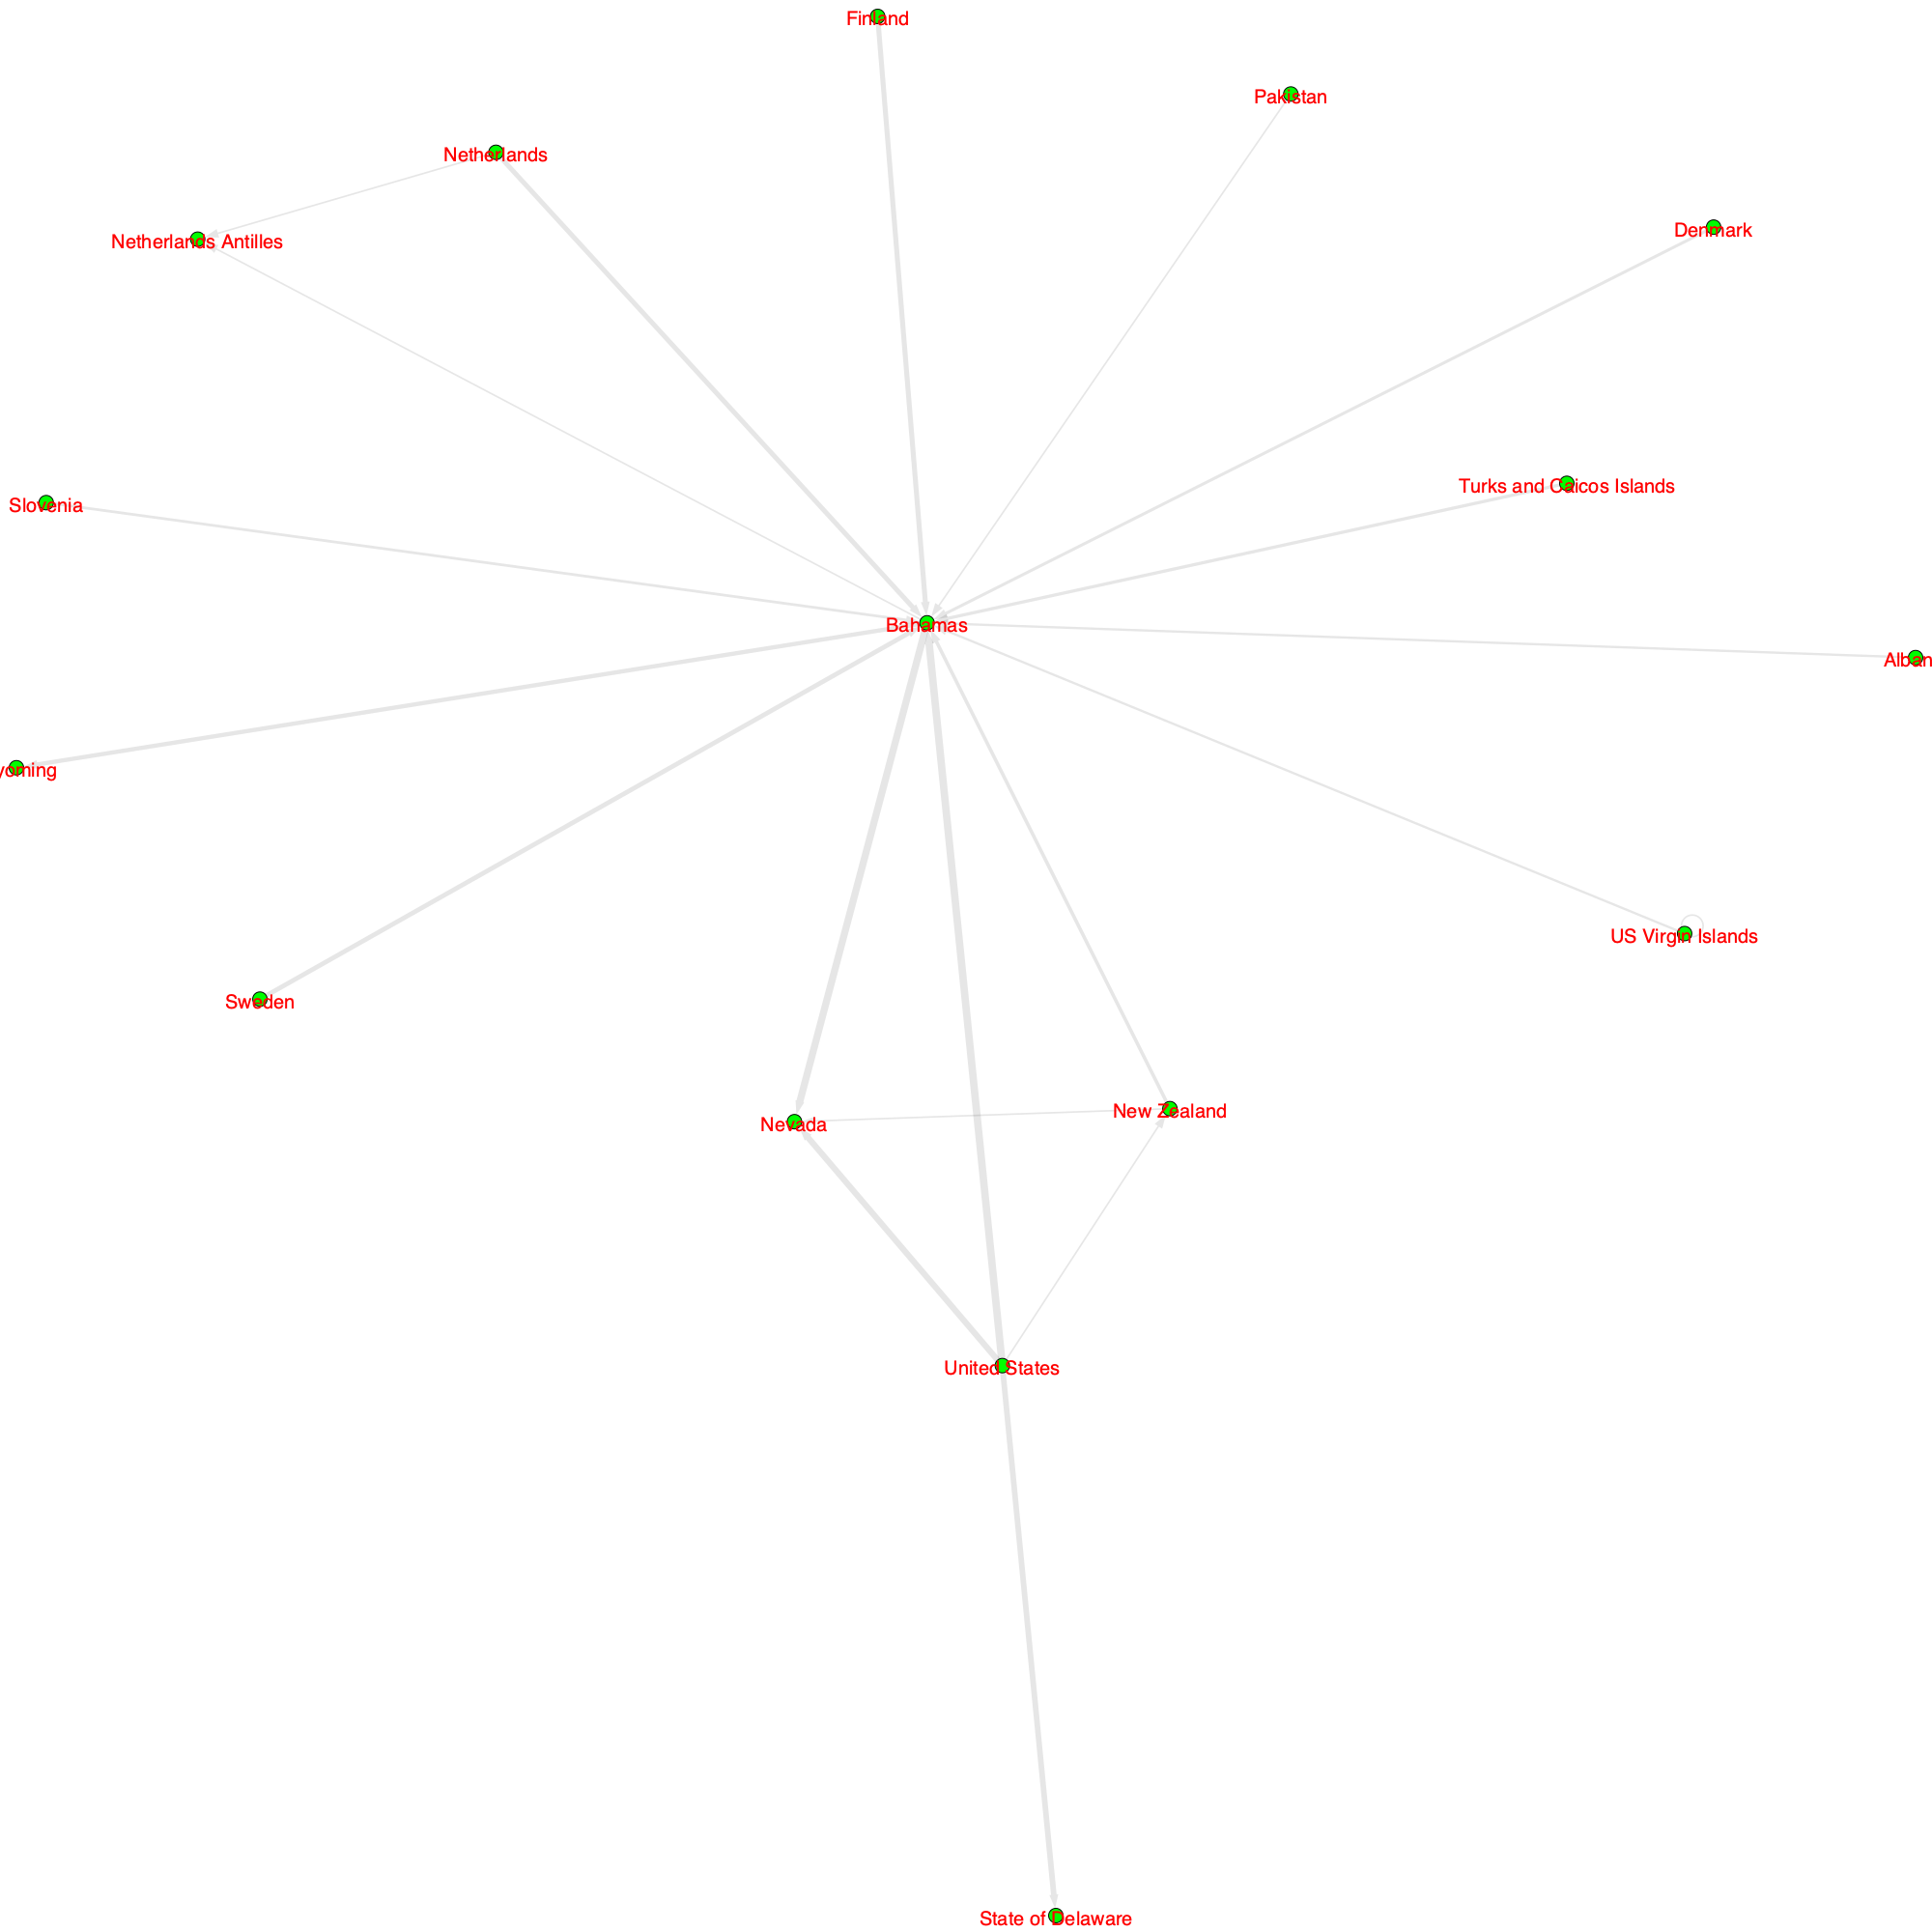 Finland
Pakistan
Netherlands
Denmark
Netherlands Antilles
Turks and Caicos Islands
Slovenia
Bahamas
Alban
yoming
US Virgin Islands
Sweden
New Zealand
Nevada
United States
State of Delaware